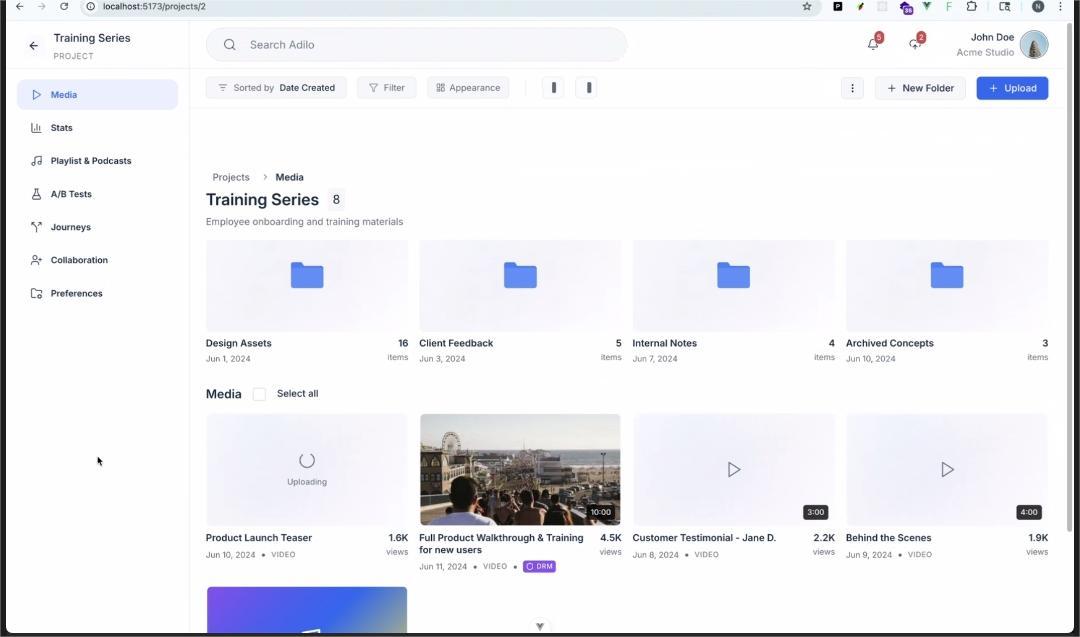 localhost:5173/projects/2
36
F
N
Training Series
PROJECT
Search Adilo
5
2
John Doe
Acme Studio
Media
Stats
Playlist & Podcasts
A/B Tests
Journeys
Collaboration
Preferences
Sorted by Date Created
Filter
Appearance
New Folder
Upload
Projects > Media
Training Series 8
Employee onboarding and training materials
Design Assets 16
Jun 1, 2024 items
Client Feedback 5
Jun 3, 2024 items
Internal Notes 4
Jun 7, 2024 items
Archived Concepts 3
Jun 10, 2024 items
Media Select all
Uploading
Product Launch Teaser 1.6K
Jun 10, 2024 • VIDEO views
10:00
Full Product Walkthrough & Training 4.5K
for new users views
Jun 11, 2024 • VIDEO • DRM
3:00
Customer Testimonial - Jane D. 2.2K
Jun 8, 2024 • VIDEO views
4:00
Behind the Scenes 1.9K
Jun 9, 2024 • VIDEO views